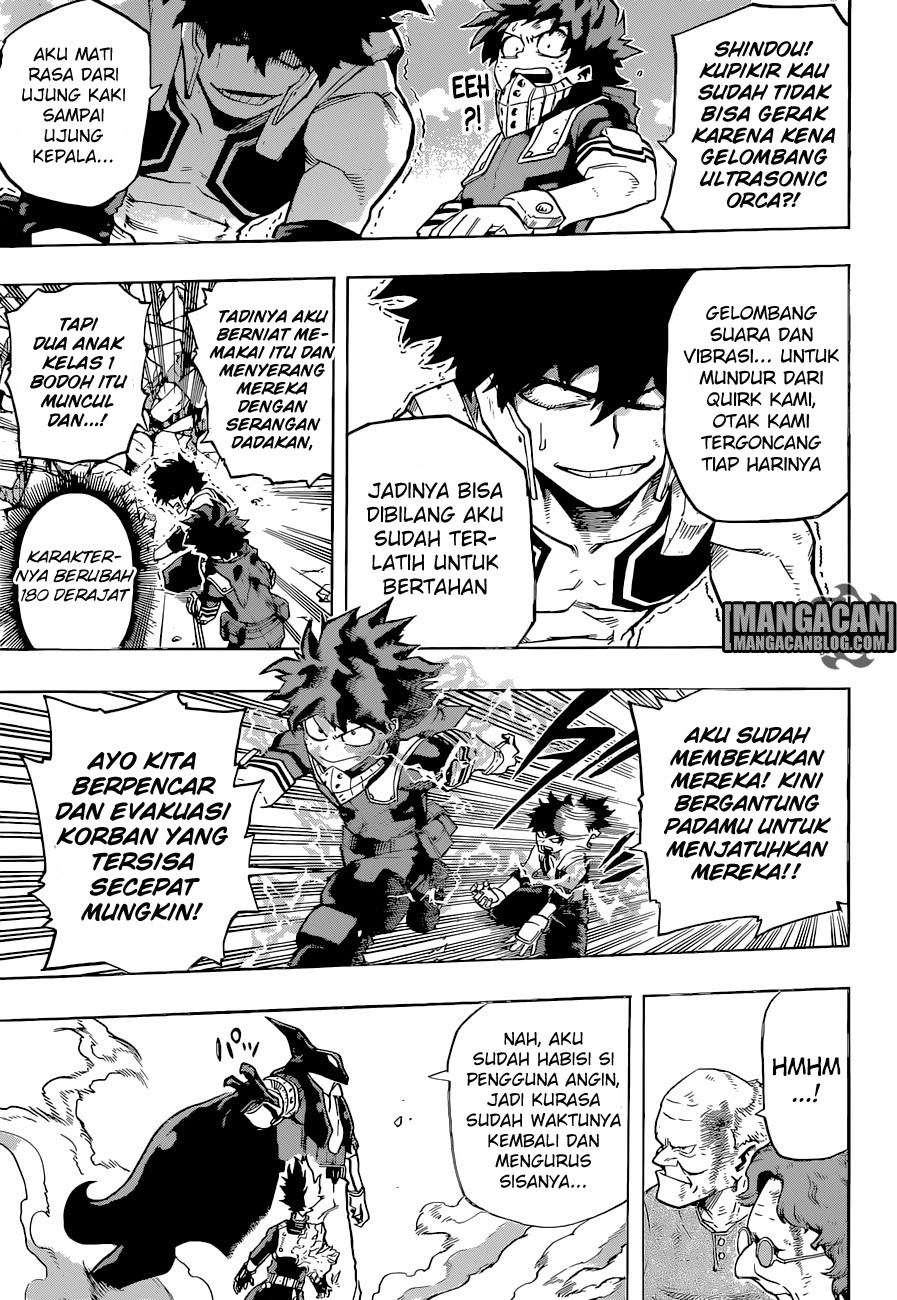 SHINDOU!
KUPIKIR KAU
SUDAH TIDAK
BISA GERAK
KARENA KENA
GELOMBANG
ULTRASONIC
ORCA?!
EEH
?!
AKU MATI
RASA DARI
UJUNG KAKI
SAMPAI
UJUNG
KEPALA...
GELOMBANG
SUARA DAN
VIBRASI... UNTUK
MUNDUR DARI
QUIRK KAMI,
OTAK KAMI
TERGONCANG
TIAP HARINYA
JADINYA BISA
DIBILANG AKU
SUDAH TER-
LATIH UNTUK
BERTAHAN
TADINYA AKU
BERNIAT ME-
MAKAI ITU DAN
MENYERANG
MEREKA
DENGAN
SERANGAN
DADAKAN,
TAPI
DUA ANAK
KELAS 1
BODOH ITU
MUNCUL
DAN...!
KARAKTER-
NYA BERUBAH
180 DERAJAT
MANGACAN
MANGACANBLOG.COM
AKU SUDAH
MEMBEKUKAN
MEREKA! KINI
BERGANTUNG
PADAMU UNTUK
MENJATUHKAN
MEREKA!!
AYO KITA
BERPENCAR
DAN EVAKUASI
KORBAN YANG
TERSISA
SECEPAT
MUNGKIN!
HMHM
...!
NAH, AKU
SUDAH HABISI SI
PENGGUNA ANGIN,
JADI KURASA
SUDAH WAKTUNYA
KEMBALI DAN
MENGURUS
SISANYA...